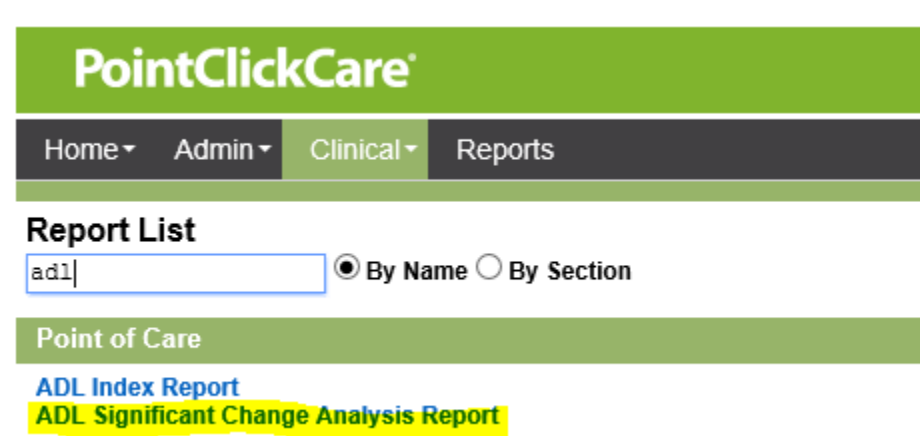 PointClickCare®
Home Admin Clinical Reports
Report List
adl By Name By Section
Point of Care
ADL Index Report
ADL Significant Change Analysis Report